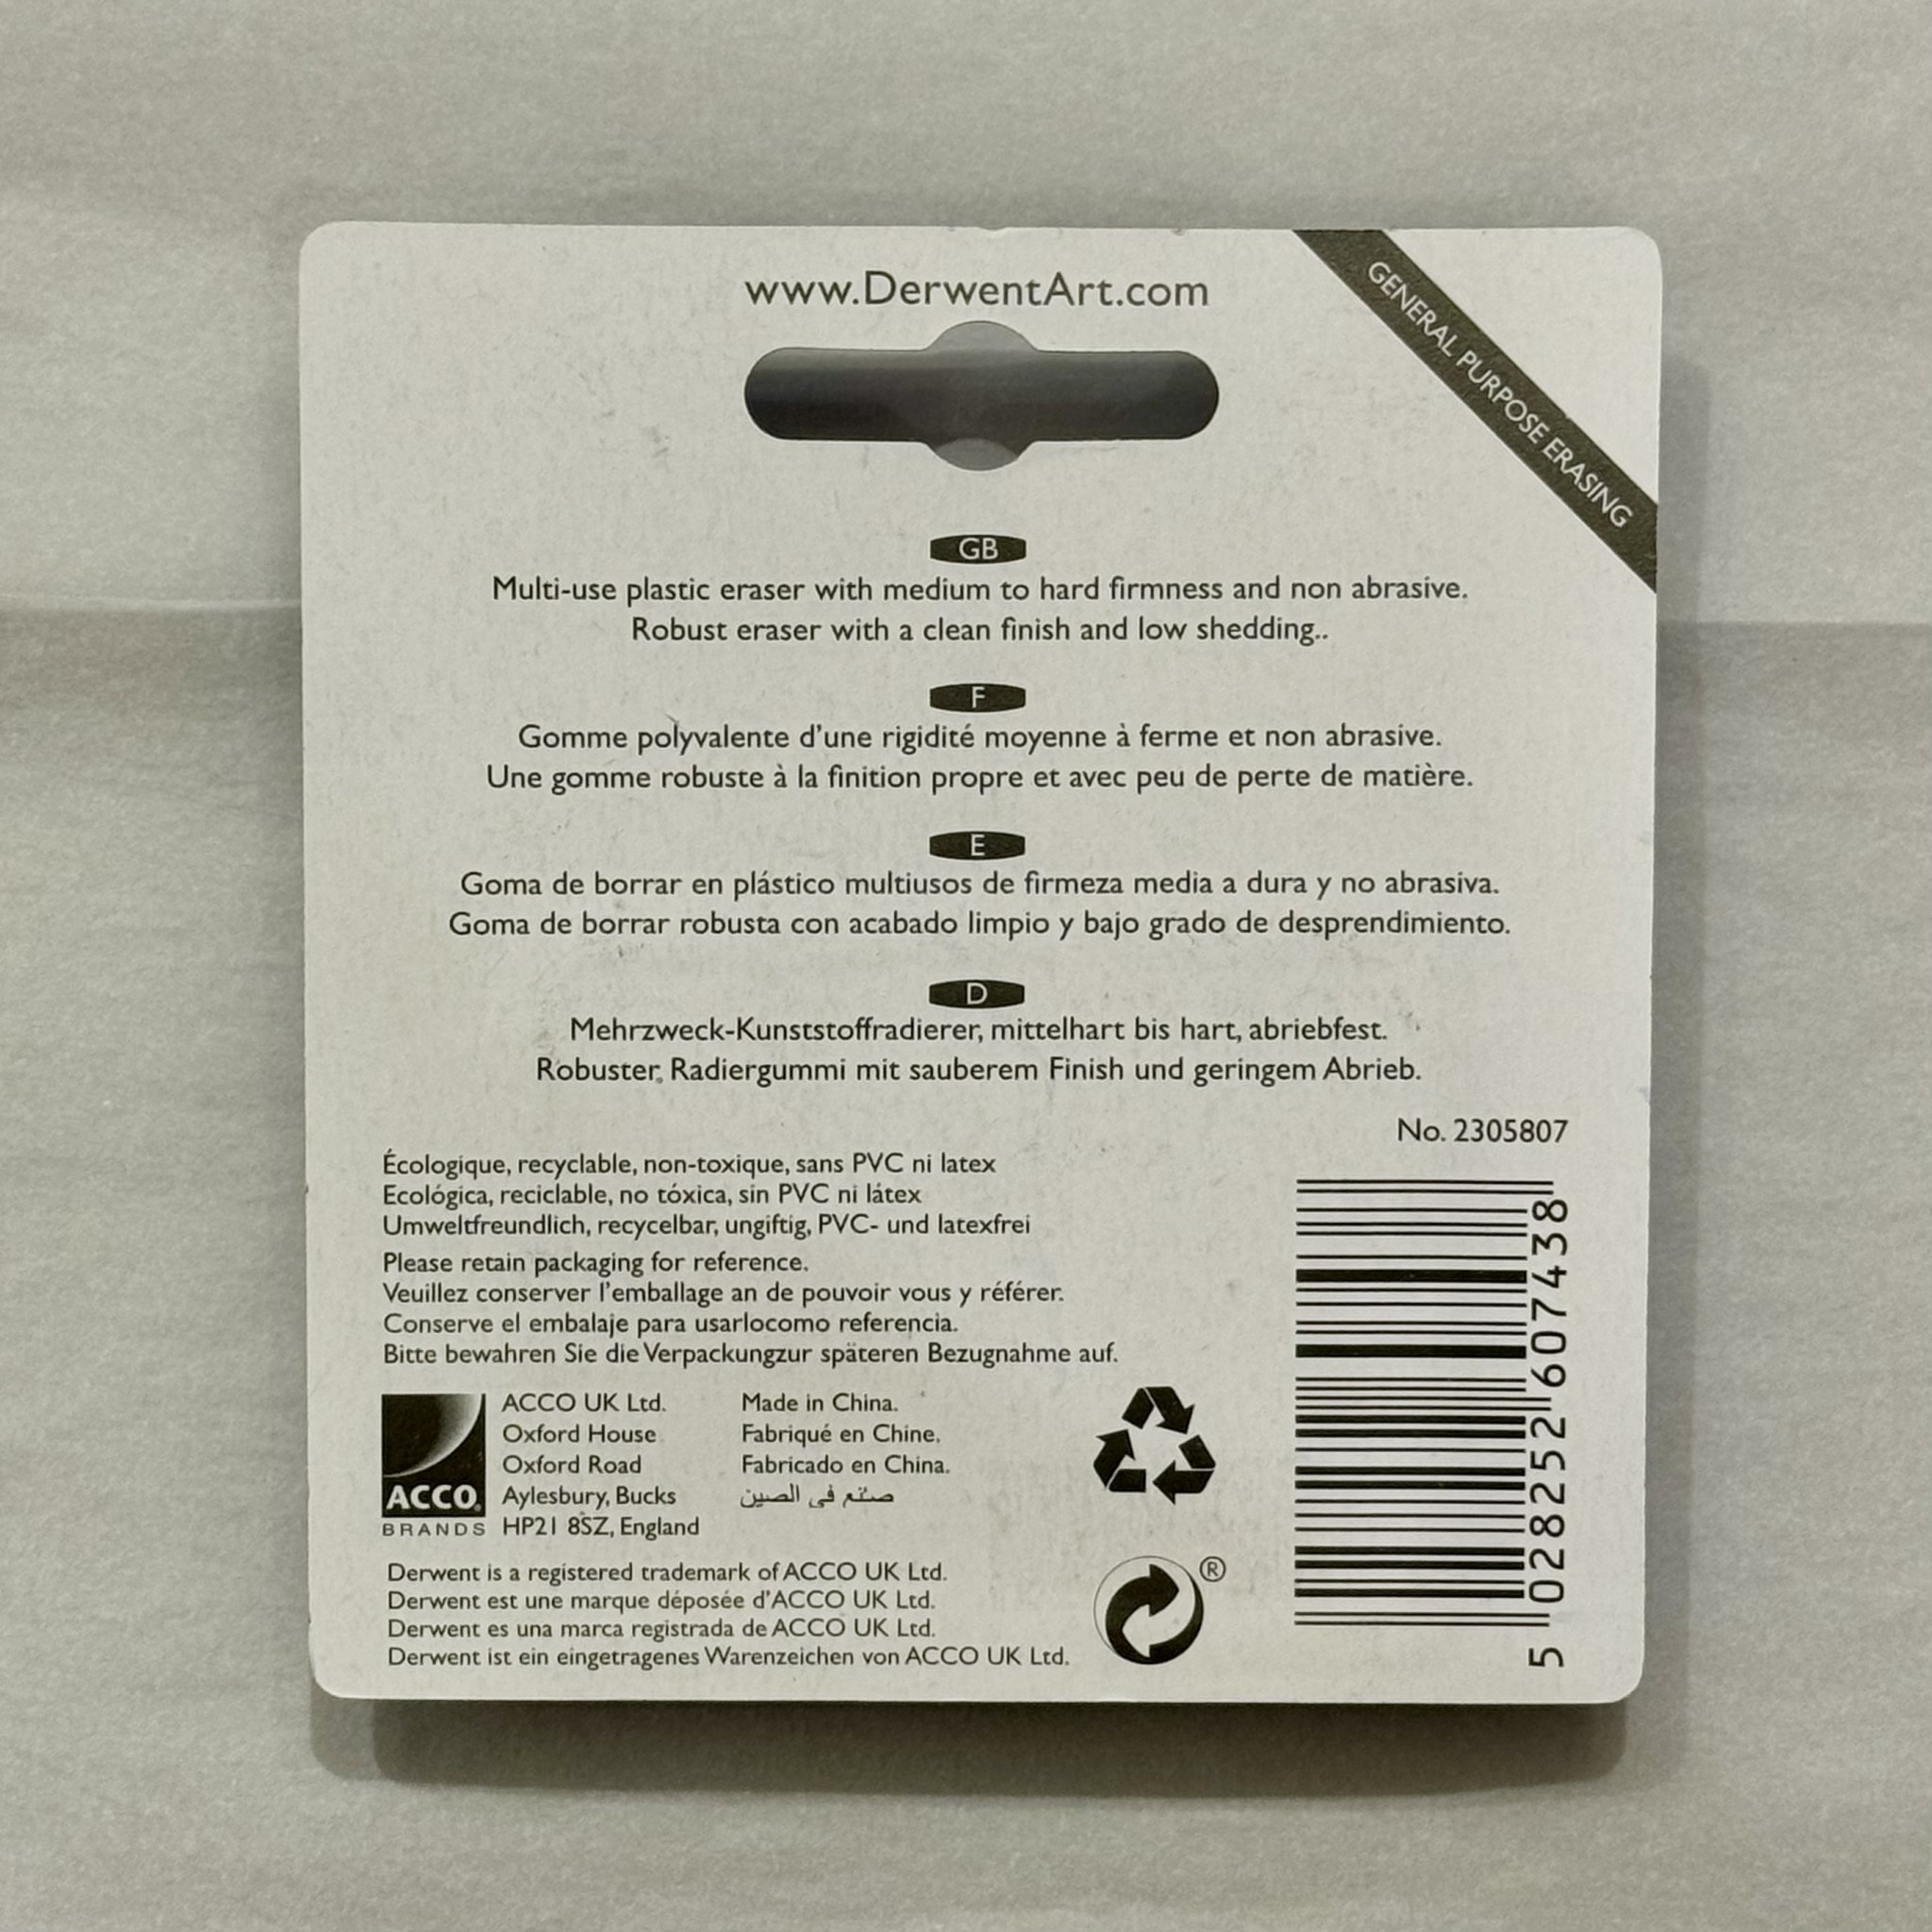 www.DerwentArt.com
GENERAL PURPOSE ERASING
GB
Multi-use plastic eraser with medium to hard firmness and non abrasive.
Robust eraser with a clean finish and low shedding..
F
Gomme polyvalente d'une rigidité moyenne à ferme et non abrasive.
Une gomme robuste à la finition propre et avec peu de perte de matière.
E
Goma de borrar en plástico multiusos de firmeza media a dura y no abrasiva.
Goma de borrar robusta con acabado limpio y bajo grado de desprendimiento.
D
Mehrzweck-Kunststoffradierer, mittelhart bis hart, abriebfest.
Robuster, Radiergummi mit sauberem Finish und geringem Abrieb.
No. 2305807
Écologique, recyclable, non-toxique, sans PVC ni latex
Ecológica, reciclable, no tóxica, sin PVC ni látex
Umweltfreundlich, recycelbar, ungiftig, PVC- und latexfrei
Please retain packaging for reference.
Veuillez conserver l'emballage an de pouvoir vous y référer.
Conserve el embalaje para usarlocomo referencia.
Bitte bewahren Sie die Verpackungzur späteren Bezugnahme auf.
ACCO
BRANDS
ACCO UK Ltd.
Oxford House
Oxford Road
Aylesbury, Bucks
HP21 8SZ, England
Made in China.
Fabriqué en Chine.
Fabricado en China.
صنع في الصين
Derwent is a registered trademark of ACCO UK Ltd.
Derwent est une marque déposée d'ACCO UK Ltd.
Derwent es una marca registrada de ACCO UK Ltd.
Derwent ist ein eingetragenes Warenzeichen von ACCO UK Ltd.
®
5 028252 607438